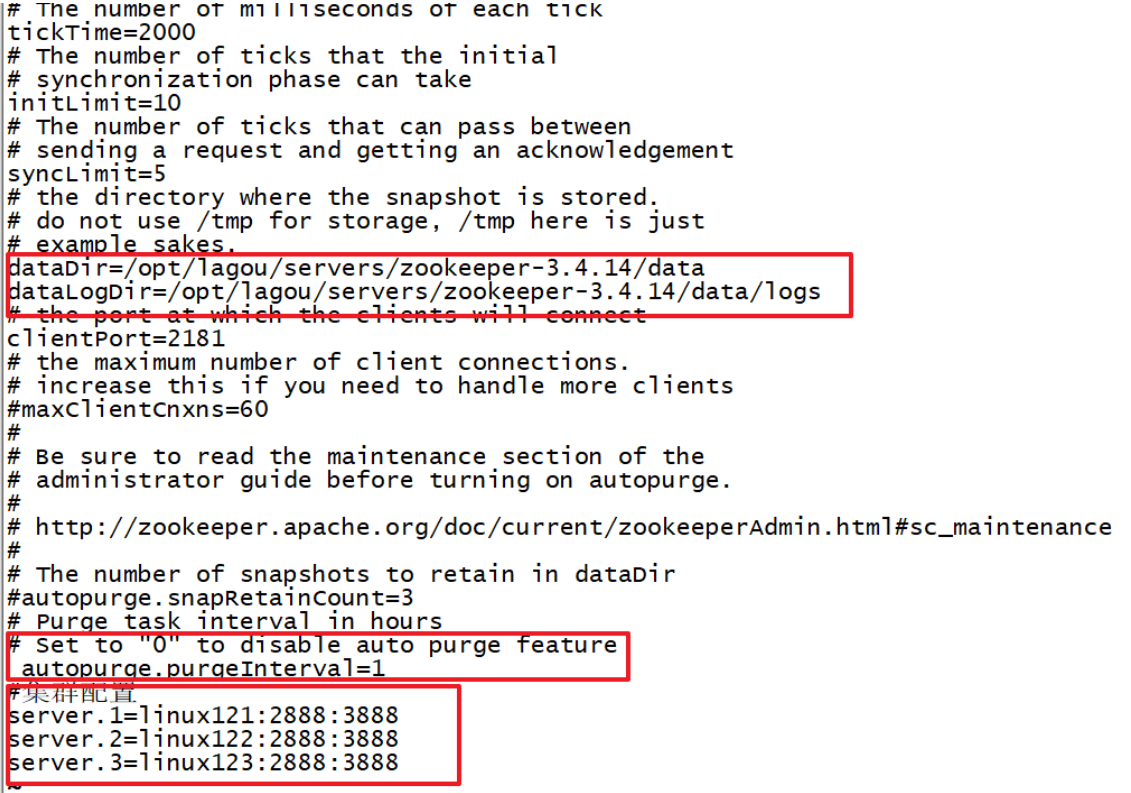 # The number of milliseconds of each tick
tickTime=2000
# The number of ticks that the initial
# synchronization phase can take
initLimit=10
# The number of ticks that can pass between
# sending a request and getting an acknowledgement
syncLimit=5
# the directory where the snapshot is stored.
# do not use /tmp for storage, /tmp here is just
# example sakes.
dataDir=/opt/lagou/servers/zookeeper-3.4.14/data
dataLogDir=/opt/lagou/servers/zookeeper-3.4.14/data/logs
# the port at which the clients will connect
clientPort=2181
# the maximum number of client connections.
# increase this if you need to handle more clients
#maxClientCnxns=60
#
# Be sure to read the maintenance section of the
# administrator guide before turning on autopurge.
#
# http://zookeeper.apache.org/doc/current/zookeeperAdmin.html#sc_maintenance
#
# The number of snapshots to retain in dataDir
#autopurge.snapRetainCount=3
# Purge task interval in hours
# Set to "0" to disable auto purge feature
 autopurge.purgeInterval=1
#集群配置
server.1=linux121:2888:3888
server.2=linux122:2888:3888
server.3=linux123:2888:3888
~